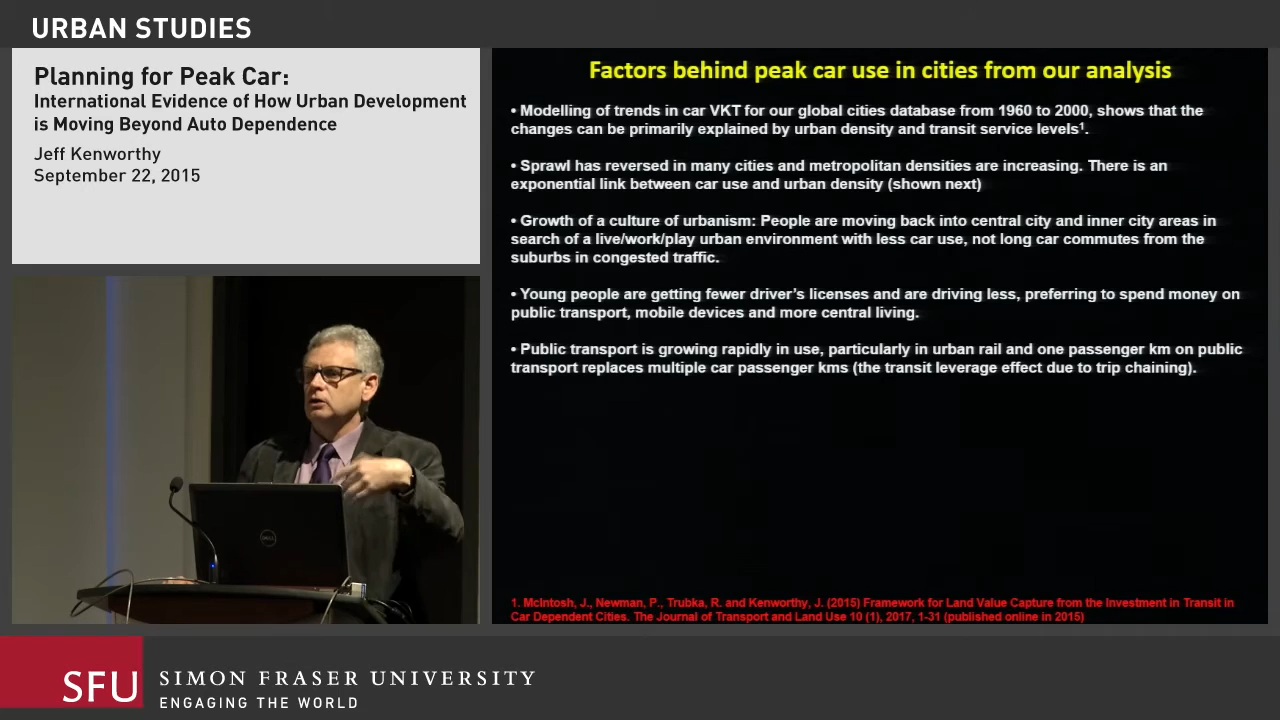 URBAN STUDIES
Planning for Peak Car:
International Evidence of How Urban Development
is Moving Beyond Auto Dependence
Jeff Kenworthy
September 22, 2015
Factors behind peak car use in cities from our analysis
• Modelling of trends in car VKT for our global cities database from 1960 to 2000, shows that the
changes can be primarily explained by urban density and transit service levels¹.
• Sprawl has reversed in many cities and metropolitan densities are increasing. There is an
exponential link between car use and urban density (shown next)
• Growth of a culture of urbanism: People are moving back into central city and inner city areas in
search of a live/work/play urban environment with less car use, not long car commutes from the
suburbs in congested traffic.
• Young people are getting fewer driver's licenses and are driving less, preferring to spend money on
public transport, mobile devices and more central living.
• Public transport is growing rapidly in use, particularly in urban rail and one passenger km on public
transport replaces multiple car passenger kms (the transit leverage effect due to trip chaining).
1. McIntosh, J., Newman, P., Trubka, R. and Kenworthy, J. (2015) Framework for Land Value Capture from the Investment in Transit in
Car Dependent Cities. The Journal of Transport and Land Use 10 (1), 2017, 1-31 (published online in 2015)
DELL
SFU
SIMON FRASER UNIVERSITY
ENGAGING THE WORLD